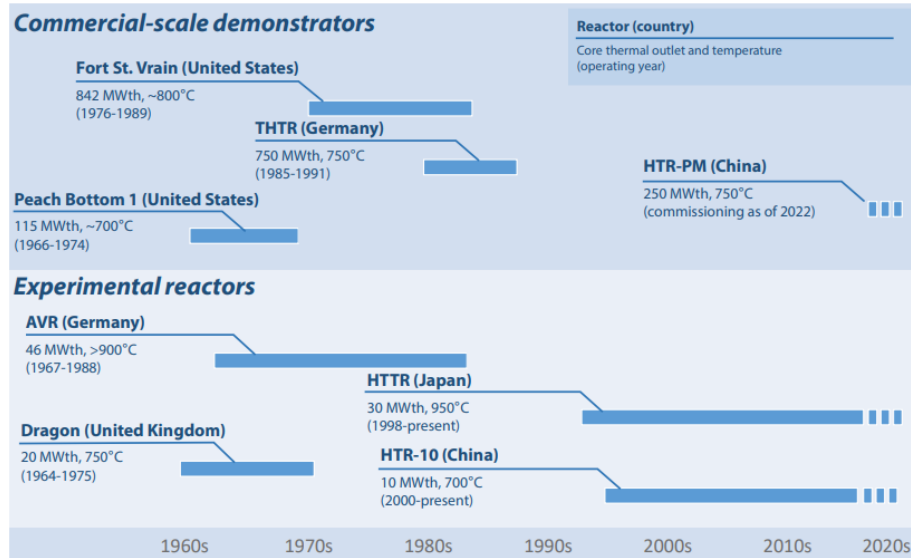 Commercial-scale demonstrators
Reactor (country)
Core thermal outlet and temperature
(operating year)
Fort St. Vrain (United States)
842 MWth, ~800°C
(1976-1989)
THTR (Germany)
750 MWth, 750°C
(1985-1991)
HTR-PM (China)
250 MWth, 750°C
(commissioning as of 2022)
Peach Bottom 1 (United States)
115 MWth, ~700°C
(1966-1974)
Experimental reactors
AVR (Germany)
46 MWth, >900°C
(1967-1988)
HTTR (Japan)
30 MWth, 950°C
(1998-present)
Dragon (United Kingdom)
20 MWth, 750°C
(1964-1975)
HTR-10 (China)
10 MWth, 700°C
(2000-present)
1960s 1970s 1980s 1990s 2000s 2010s 2020s